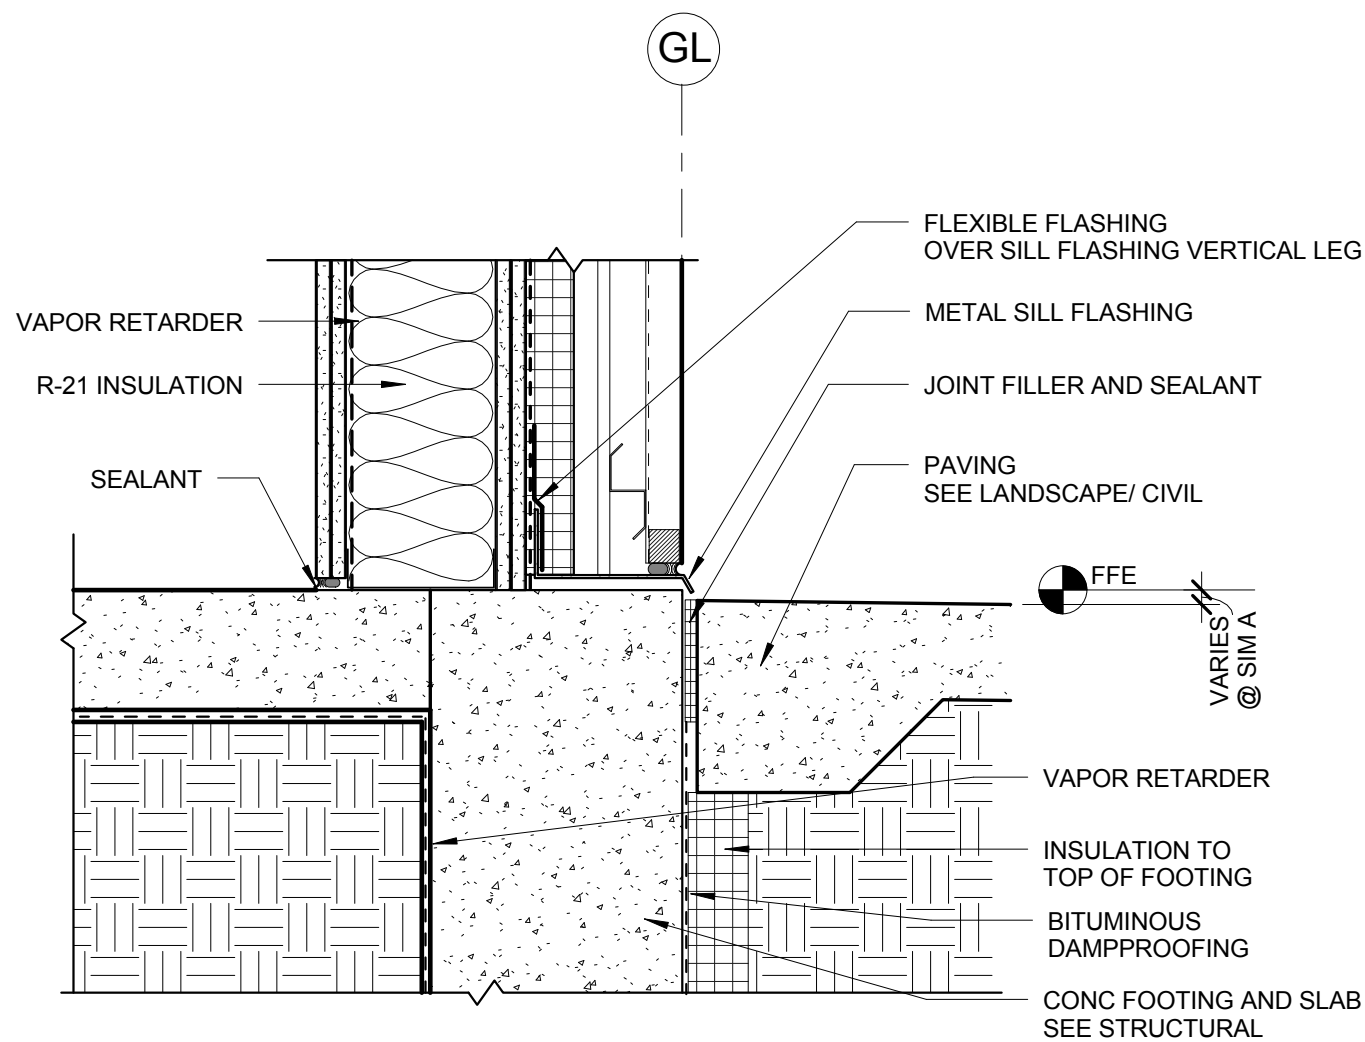 GL
FLEXIBLE FLASHING
OVER SILL FLASHING VERTICAL LEG
VAPOR RETARDER
METAL SILL FLASHING
R-21 INSULATION
JOINT FILLER AND SEALANT
SEALANT
PAVING
SEE LANDSCAPE/ CIVIL
FFE
VARIES
@ SIM A
VAPOR RETARDER
INSULATION TO
TOP OF FOOTING
BITUMINOUS
DAMPPROOFING
CONC FOOTING AND SLAB
SEE STRUCTURAL